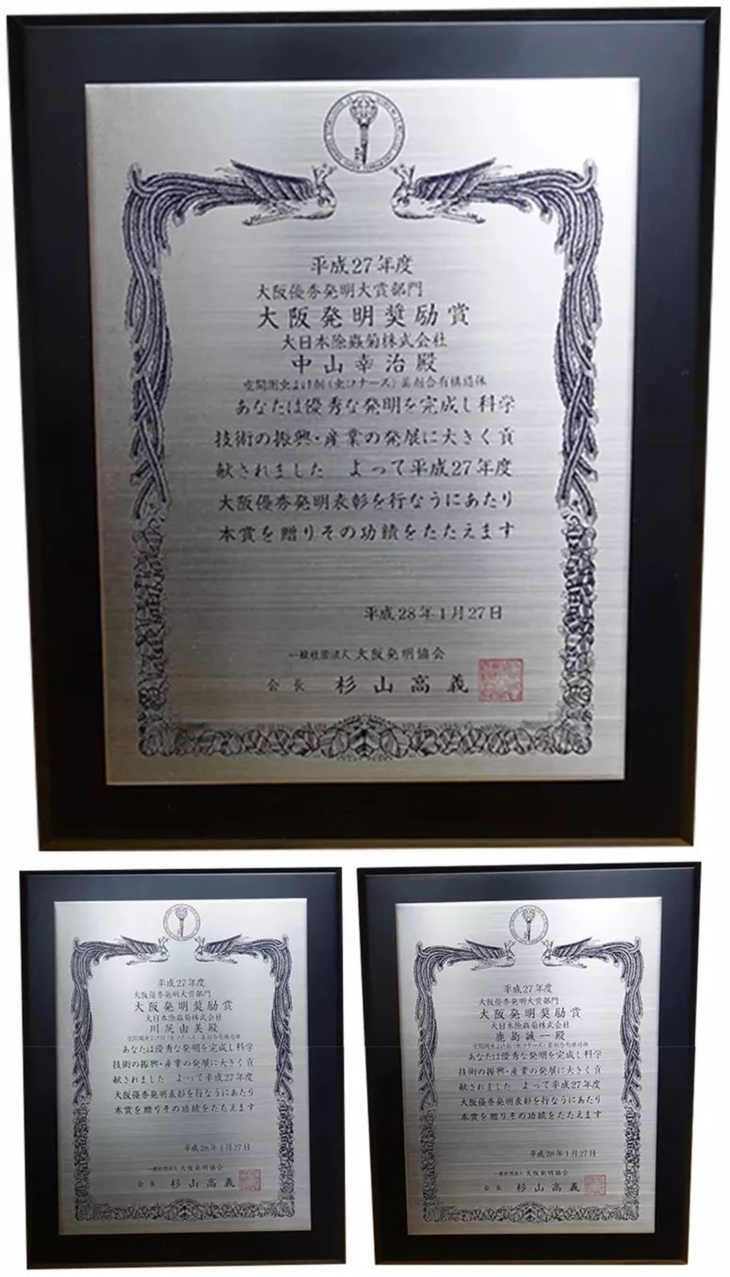 平成27年度
大阪優秀発明大賞部門
大阪発明奨励賞
大日本除蟲菊株式会社
中山幸治殿
空間用虫よけ剤(虫コナーズ)薬剤含有構造体
あなたは優秀な発明を完成し科学
技術の振興・産業の発展に大きく貢
献されました よって平成27年度
大阪優秀発明表彰を行なうにあたり
本賞を贈りその功績をたたえます
平成28年1月27日
一般社団法人 大阪発明協会
会長 杉山高義
平成27年度
大阪優秀発明大賞部門
大阪発明奨励賞
大日本除蟲菊株式会社
川尻由美殿
あなたは優秀な発明を完成し科学
技術の振興・産業の発展に大きく貢
献されました よって平成27年度
大阪優秀発明表彰を行なうにあたり
本賞を贈りその功績をたたえます
平成28年1月27日
一般社団法人 大阪発明協会
会長 杉山高義
平成27年度
大阪優秀発明大賞部門
大阪発明奨励賞
大日本除蟲菊株式会社
鹿島誠一殿
あなたは優秀な発明を完成し科学
技術の振興・産業の発展に大きく貢
献されました よって平成27年度
大阪優秀発明表彰を行なうにあたり
本賞を贈りその功績をたたえます
平成28年1月27日
一般社団法人 大阪発明協会
会長 杉山高義